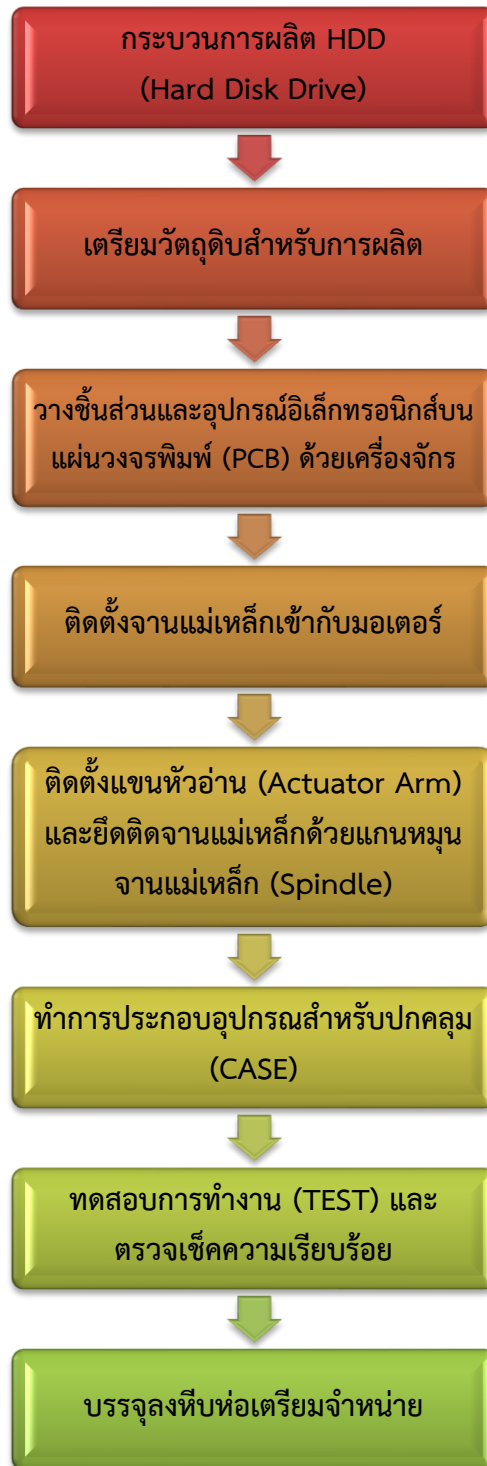 กระบวนการผลิต HDD
(Hard Disk Drive)
เตรียมวัตถุดิบสำหรับการผลิต
วางชิ้นส่วนและอุปกรณ์อิเล็กทรอนิกส์บน
แผ่นวงจรพิมพ์ (PCB) ด้วยเครื่องจักร
ติดตั้งจานแม่เหล็กเข้ากับมอเตอร์
ติดตั้งแขนหัวอ่าน (Actuator Arm)
และยึดติดจานแม่เหล็กด้วยแกนหมุน
จานแม่เหล็ก (Spindle)
ทำการประกอบอุปกรณสำหรับปกคลุม
(CASE)
ทดสอบการทำงาน (TEST) และ
ตรวจเช็คความเรียบร้อย
บรรจุลงหีบห่อเตรียมจำหน่าย